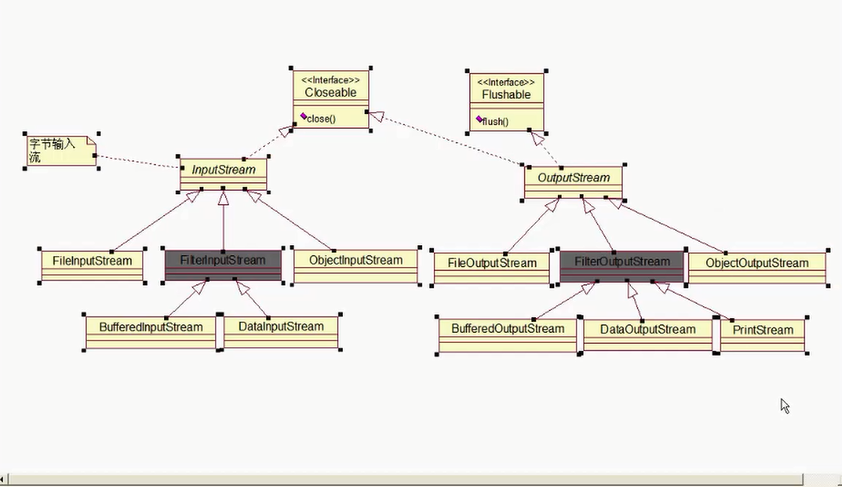 <<Interface>>
Closeable
close()
<<Interface>>
Flushable
flush()
字节输入
流
InputStream
OutputStream
FileInputStream
FilterInputStream
ObjectInputStream
FileOutputStream
FilterOutputStream
ObjectOutputStream
BufferedInputStream
DataInputStream
BufferedOutputStream
DataOutputStream
PrintStream